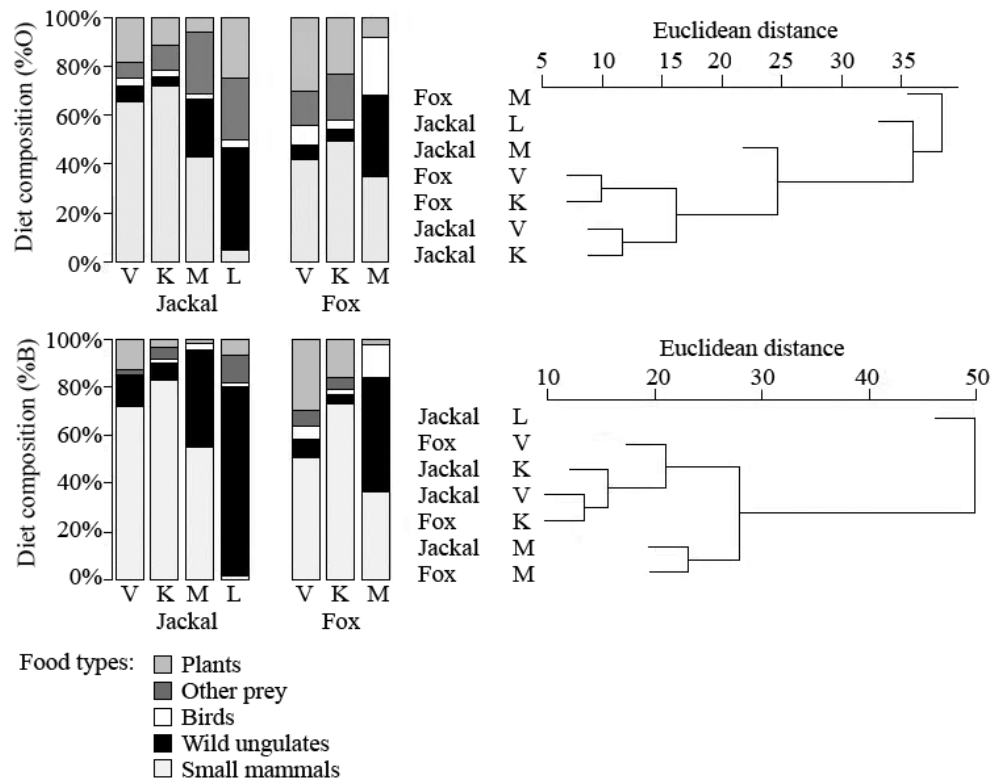 Diet composition (%O)
100%
80%
60%
40%
20%
0%
V K M L V K M
Jackal Fox
Euclidean distance
5 10 15 20 25 30 35
Fox M
Jackal L
Jackal M
Fox V
Fox K
Jackal V
Jackal K
Diet composition (%B)
100%
80%
60%
40%
20%
0%
V K M L V K M
Jackal Fox
Euclidean distance
10 20 30 40 50
Jackal L
Fox V
Jackal K
Jackal V
Fox K
Jackal M
Fox M
Food types: Plants
Other prey
Birds
Wild ungulates
Small mammals